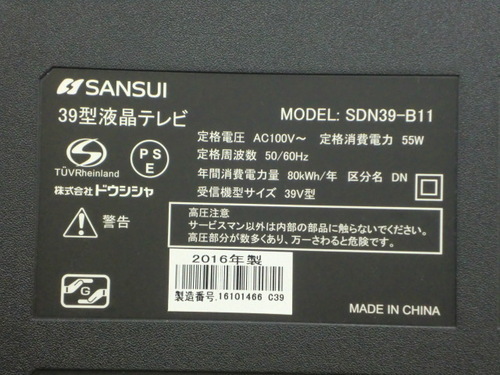 SANSUI
39型液晶テレビ
MODEL: SDN39-B11
定格電圧 AC100V～ 定格消費電力 55W
定格周波数 50/60Hz
年間消費電力量 80kWh/年 区分名 DN
受信機型サイズ 39V型
S
TÜVRheinland
P S
E
株式会社ドウシシャ
警告
高圧注意
サービスマン以外は内部の部品に触らないでください。
高圧部分が数多くあり、万一さわると危険です。
2016年製
製造番号.16101466 C39
G
MADE IN CHINA